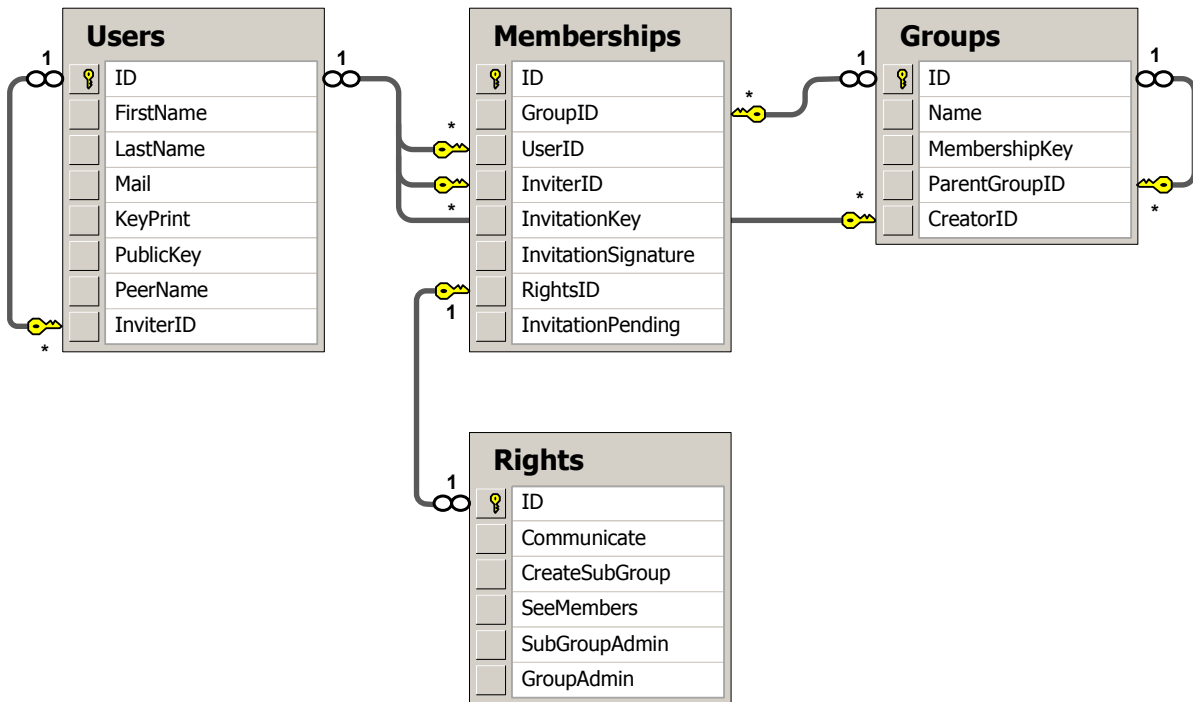 Users
ID
FirstName
LastName
Mail
KeyPrint
PublicKey
PeerName
InviterID
1
*
1
Memberships
ID
GroupID
UserID
InviterID
InvitationKey
InvitationSignature
RightsID
InvitationPending
*
*
*
1
Groups
ID
Name
MembershipKey
ParentGroupID
CreatorID
1
*
1
*
Rights
ID
Communicate
CreateSubGroup
SeeMembers
SubGroupAdmin
GroupAdmin
1